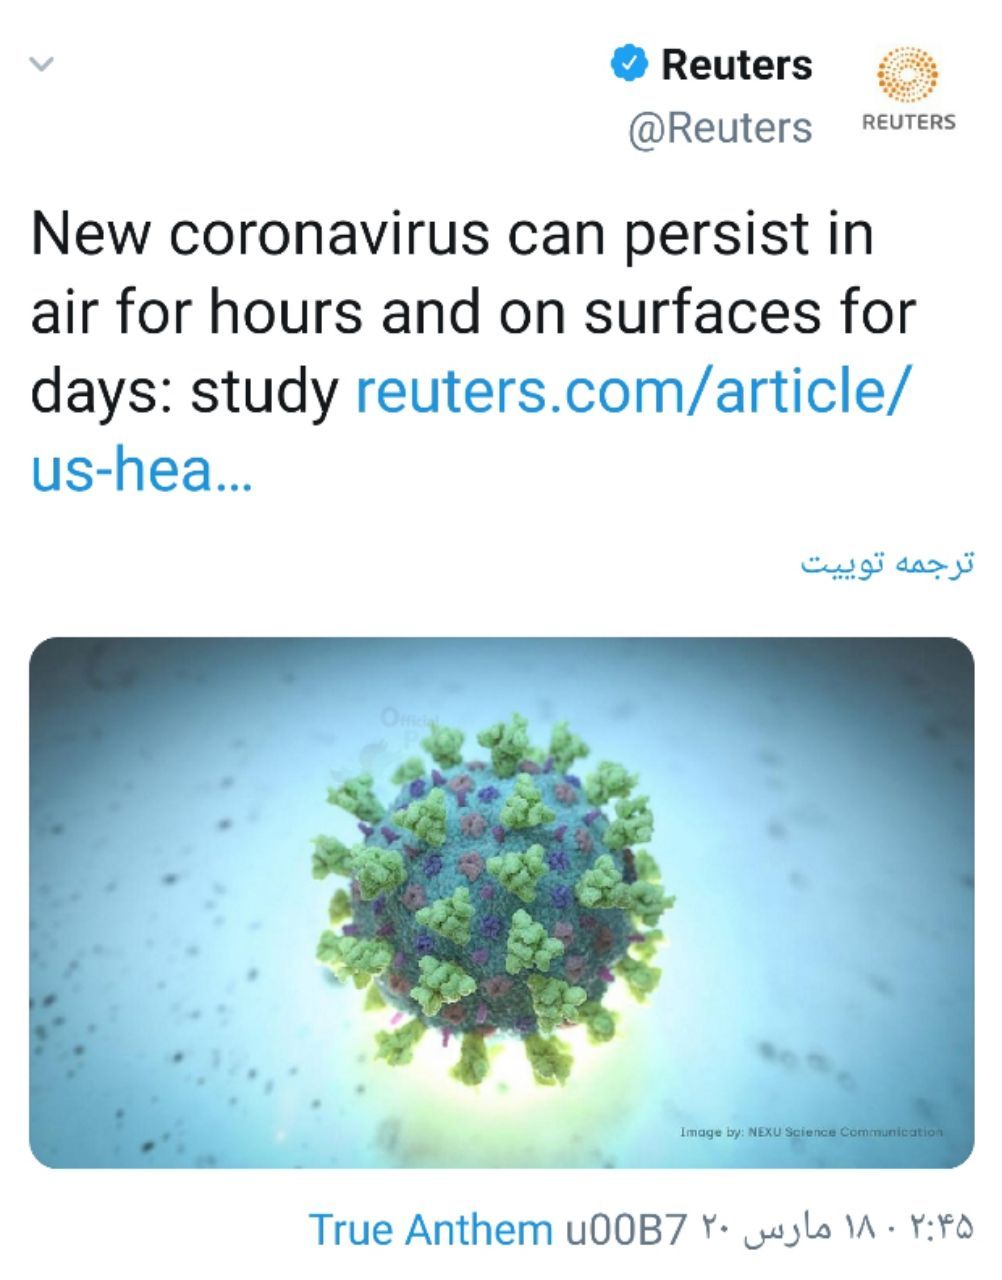 Reuters
@Reuters
REUTERS
New coronavirus can persist in
air for hours and on surfaces for
days: study reuters.com/article/
us-hea...
ترجمه توییت
Official
Image by: NEXU Science Communication
۲:۴۵ · ۱۸ مارس ۲۰ u00B7 True Anthem